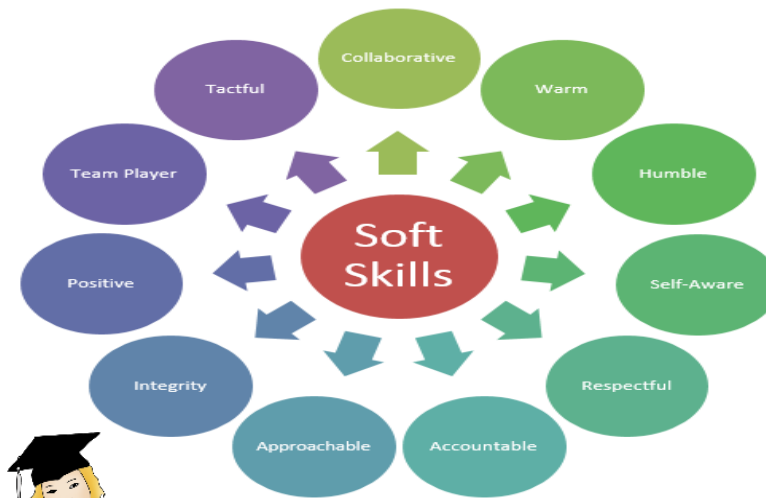 Soft
Skills
Collaborative
Warm
Humble
Self-Aware
Respectful
Accountable
Approachable
Integrity
Positive
Team Player
Tactful